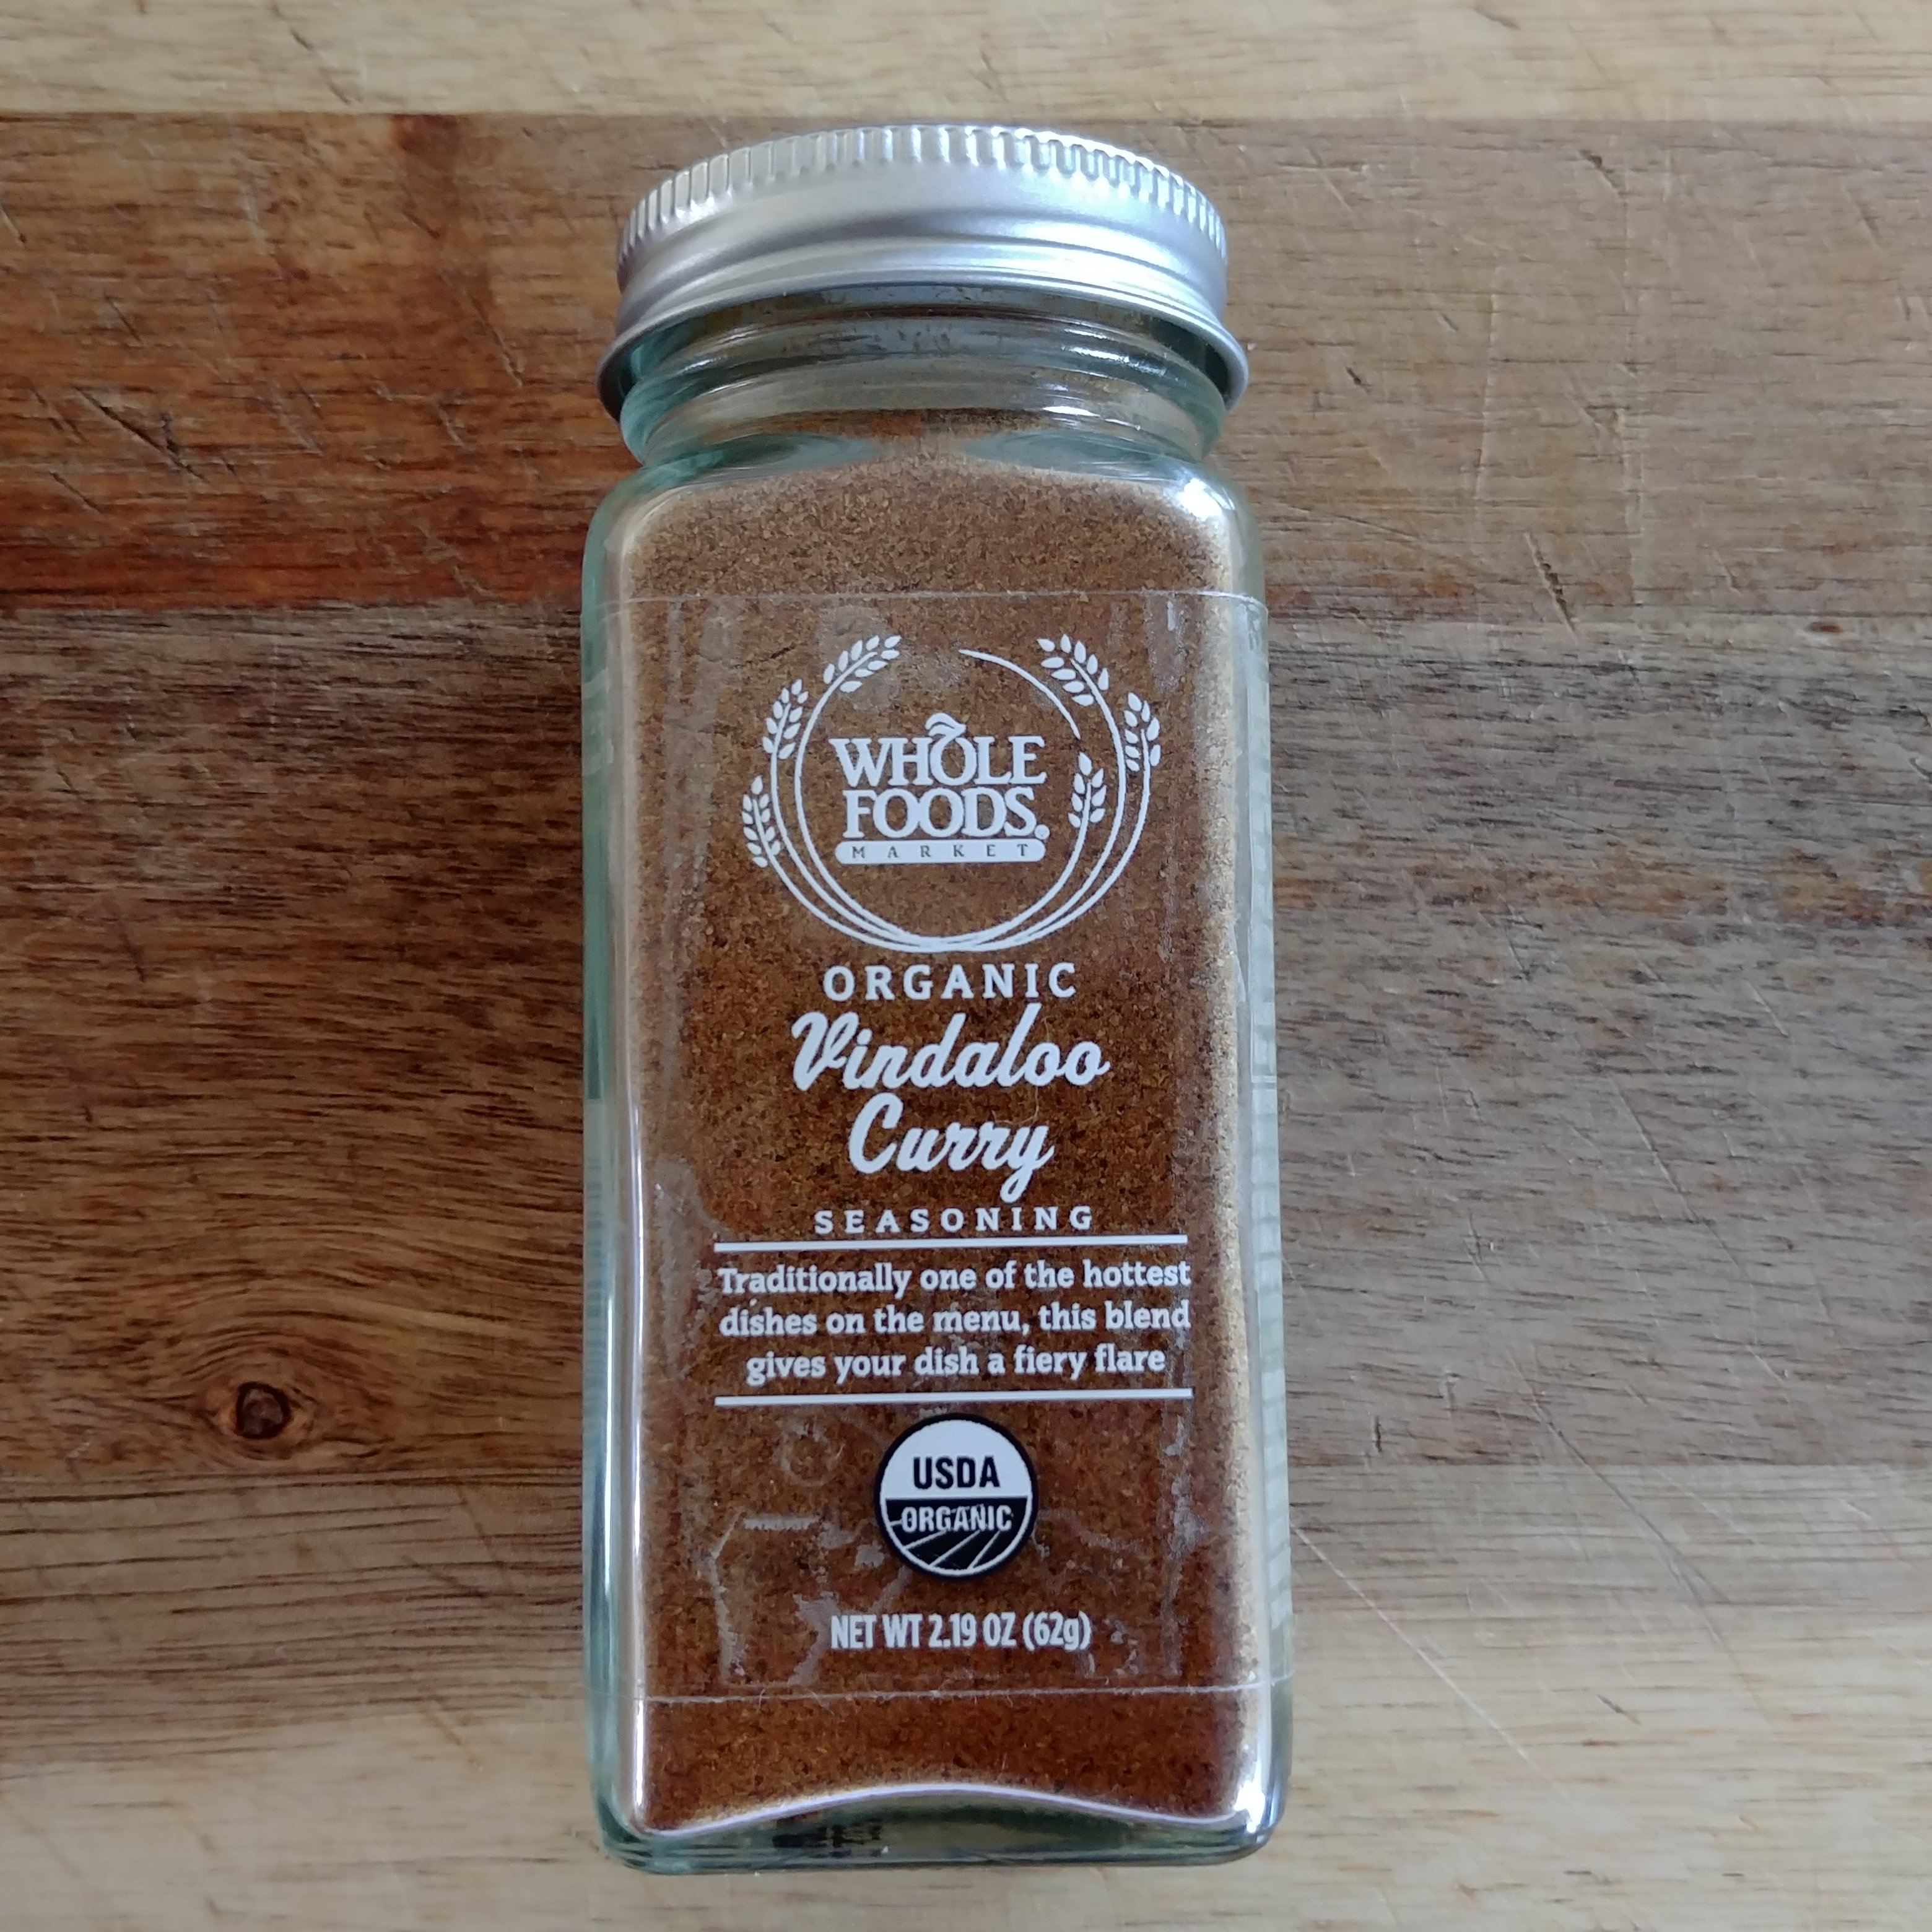 WHOLE
FOODS®
MARKET
ORGANIC
Vindaloo
Curry
SEASONING
Traditionally one of the hottest
dishes on the menu, this blend
gives your dish a fiery flare
USDA
ORGANIC
NET WT 2.19 OZ (62g)